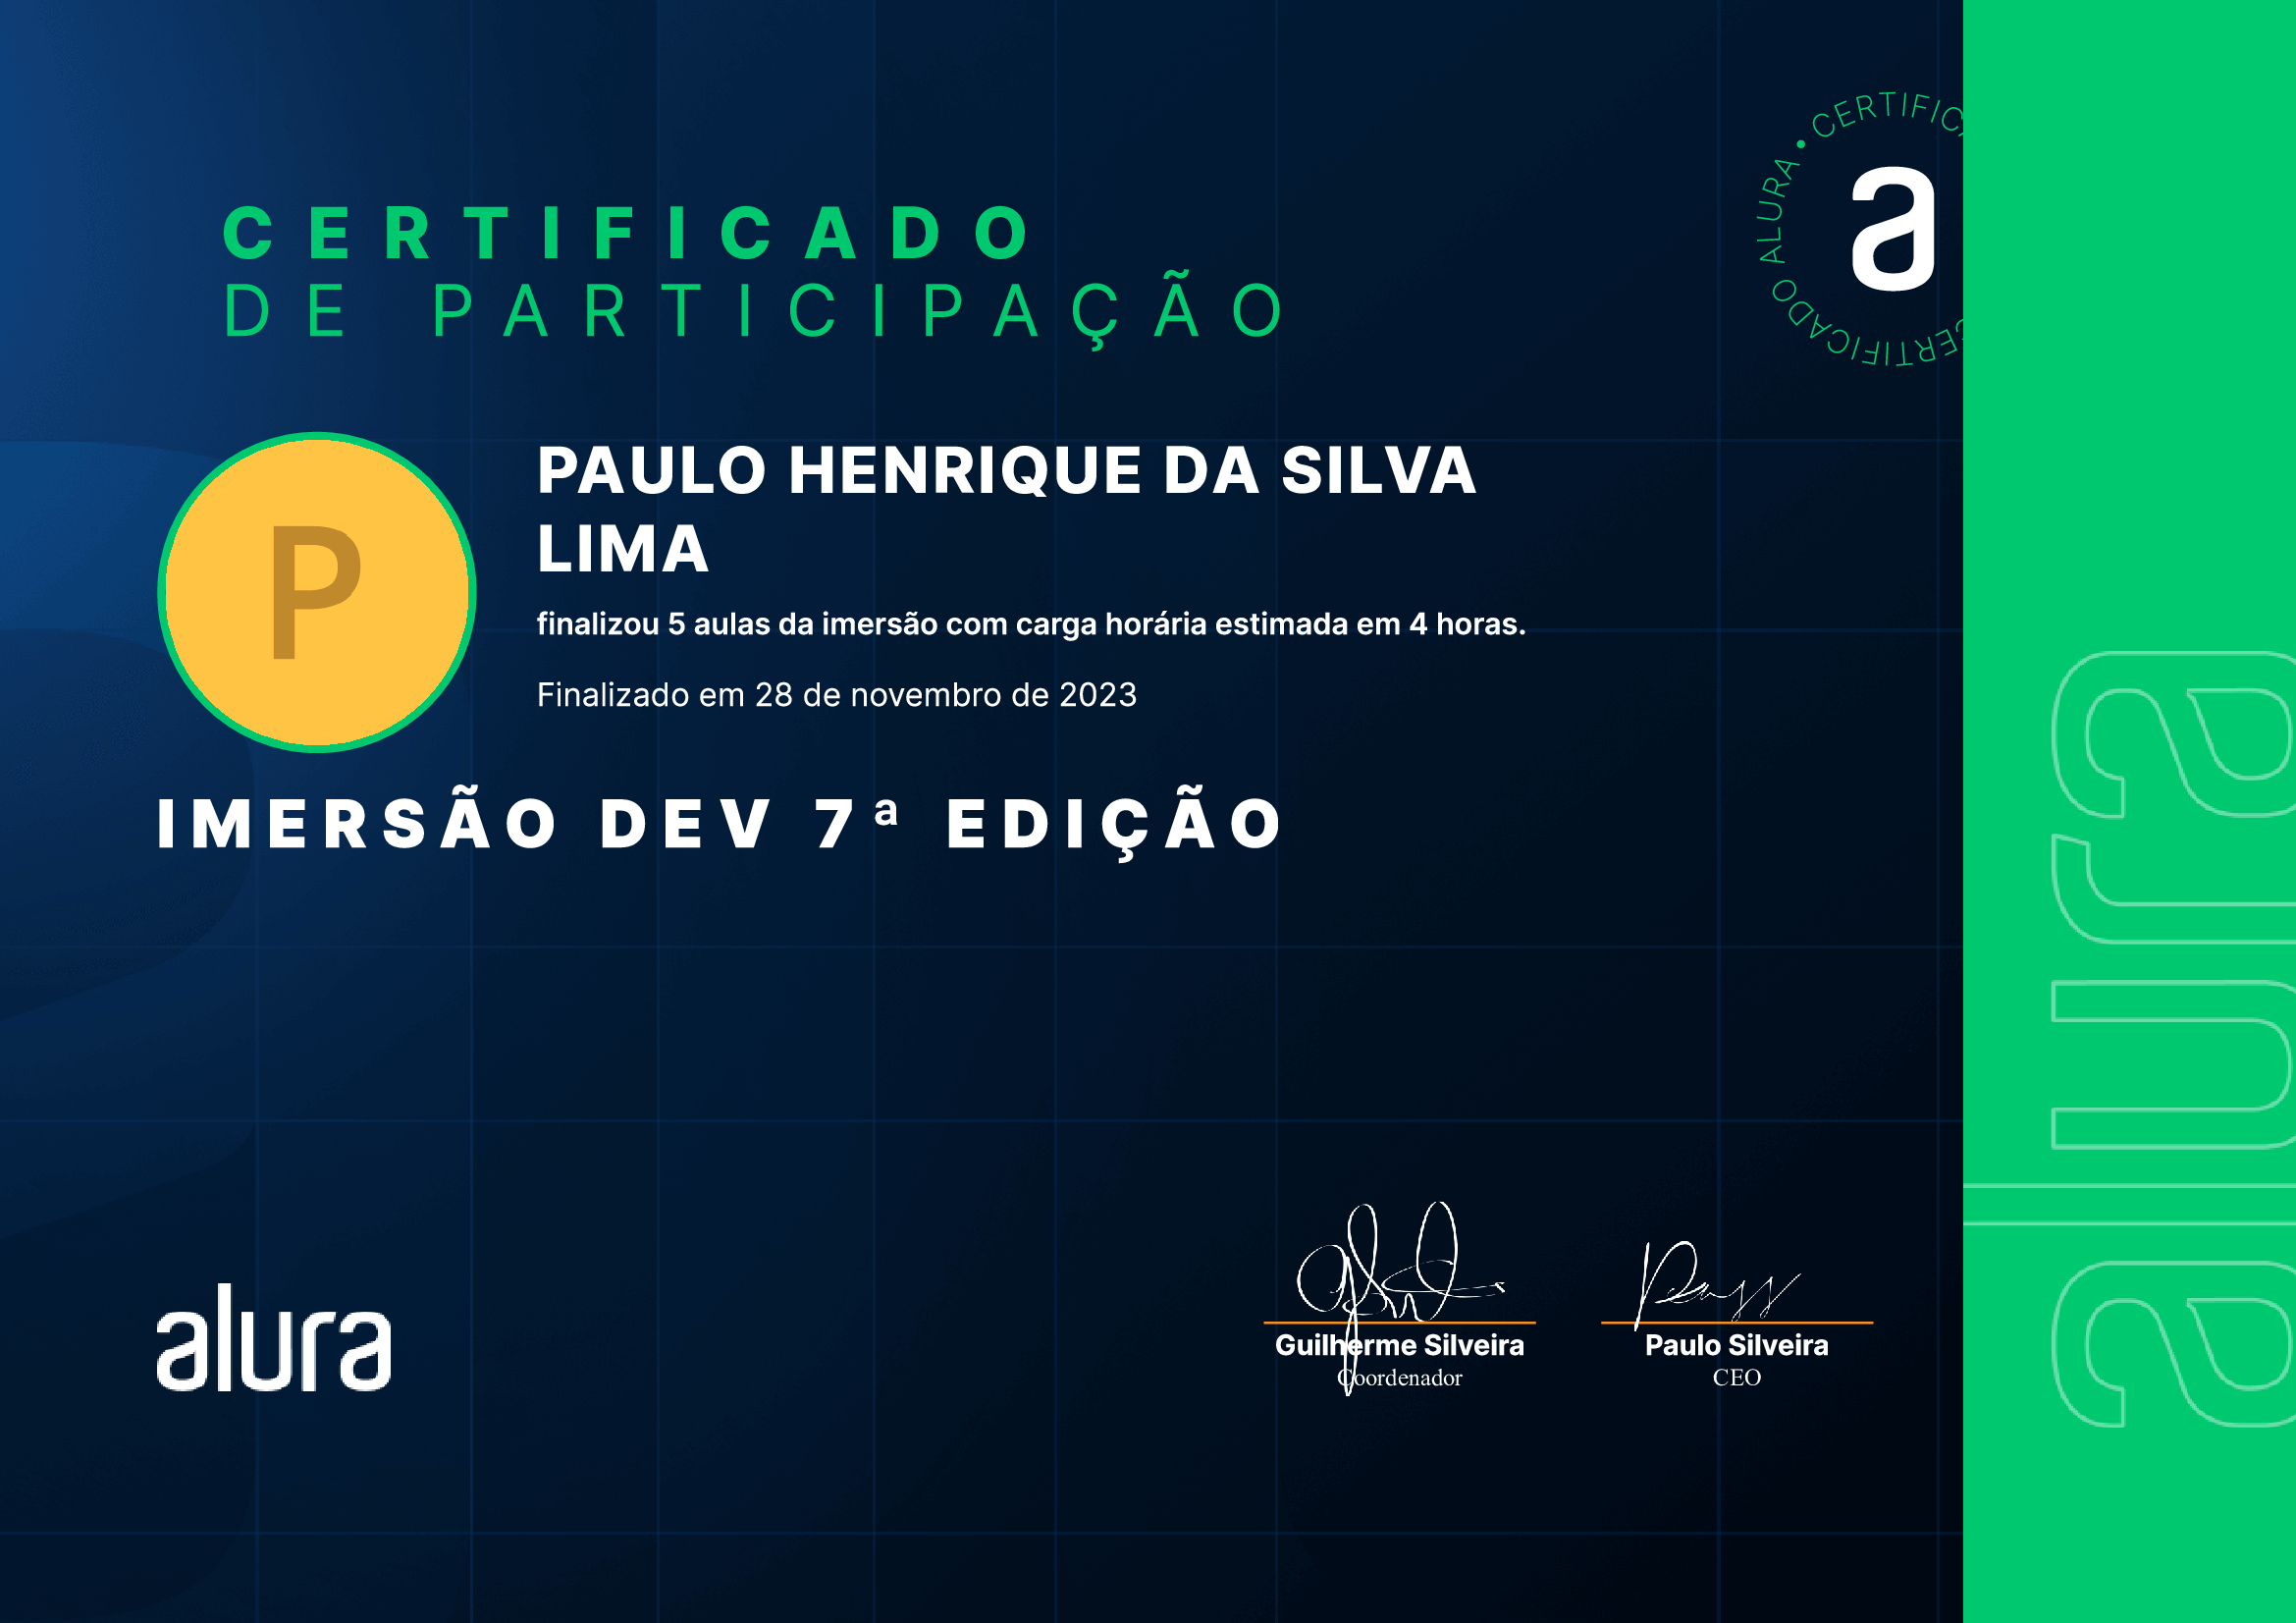 CERTIFICADO
DE PARTICIPAÇÃO
CERTIFICADO ALURA • CERTIFIC
a
P
PAULO HENRIQUE DA SILVA
LIMA
finalizou 5 aulas da imersão com carga horária estimada em 4 horas.
Finalizado em 28 de novembro de 2023
IMERSÃO DEV 7ª EDIÇÃO
alura
Guilherme Silveira
Coordenador
Paulo Silveira
CEO
alura